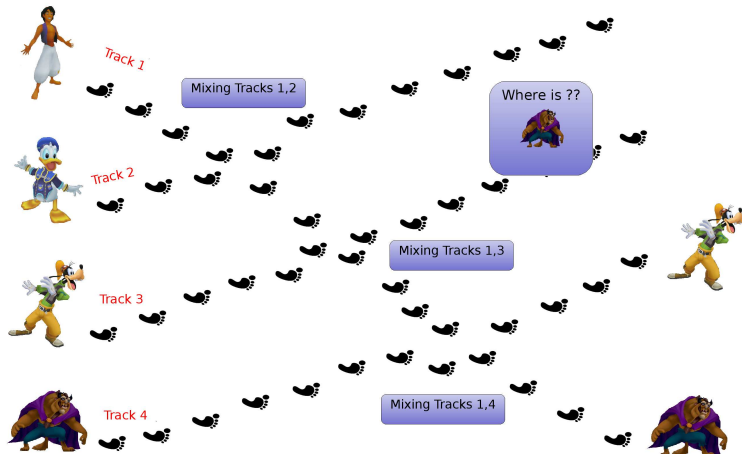 Track 1
Mixing Tracks 1,2
Where is ??
Track 2
Mixing Tracks 1,3
Track 3
Mixing Tracks 1,4
Track 4